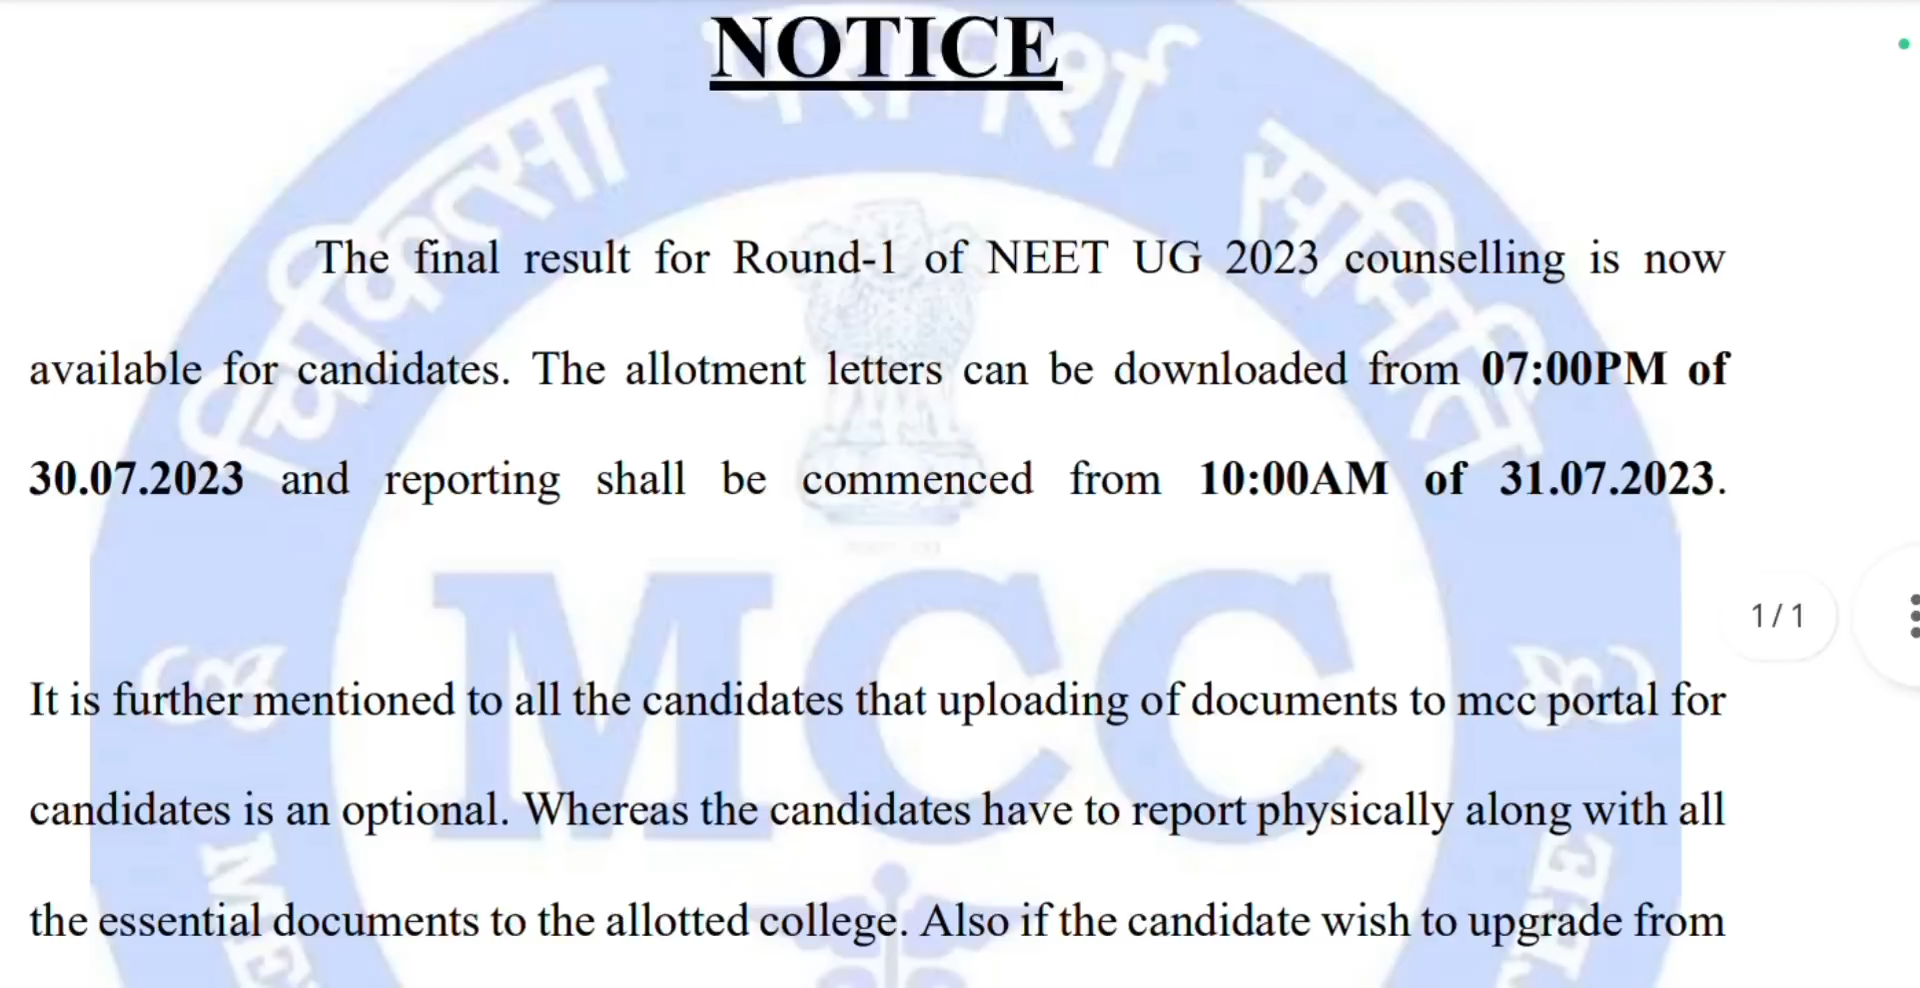 NOTICE
चिकित्सा परामर्श समिति
The final result for Round-1 of NEET UG 2023 counselling is now
available for candidates. The allotment letters can be downloaded from 07:00PM of
30.07.2023 and reporting shall be commenced from 10:00AM of 31.07.2023.
MCC
1 / 1
It is further mentioned to all the candidates that uploading of documents to mcc portal for
candidates is an optional. Whereas the candidates have to report physically along with all
the essential documents to the allotted college. Also if the candidate wish to upgrade from